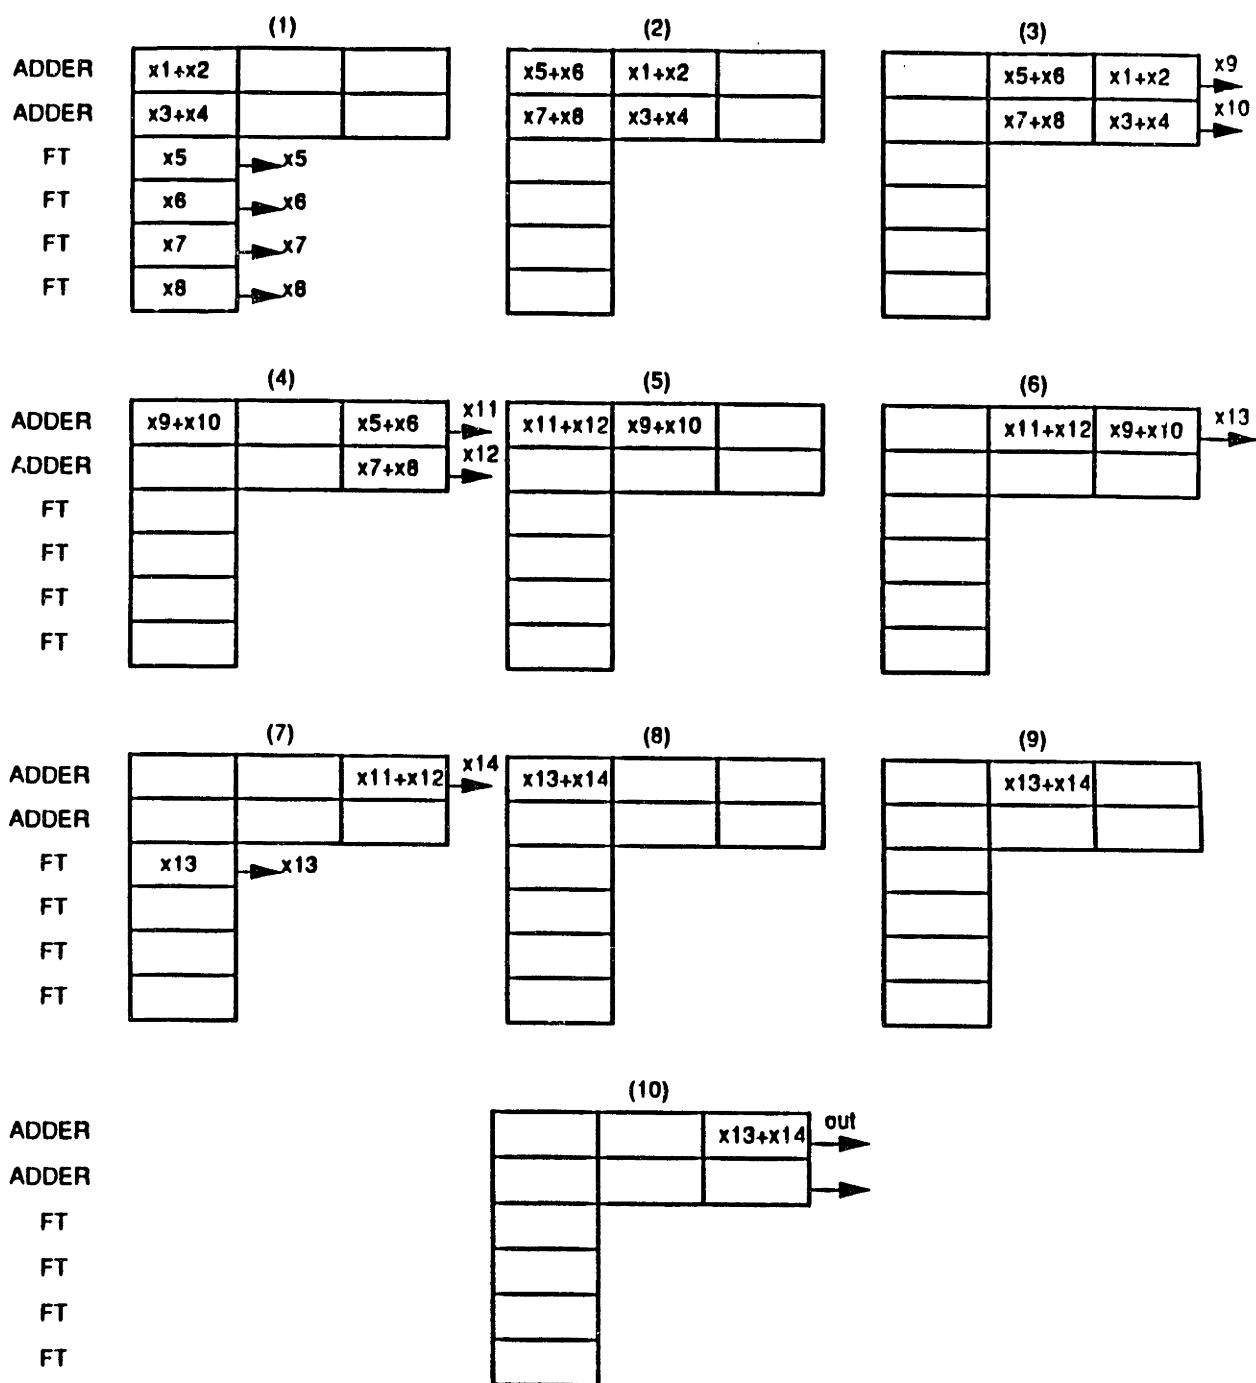 (1) (2) (3)
ADDER x1+x2 x5+x6 x1+x2 x5+x6 x1+x2 x9
ADDER x3+x4 x7+x8 x3+x4 x7+x8 x3+x4 x10
FT x5 x5
FT x6 x6
FT x7 x7
FT x8 x8
(4) (5) (6)
ADDER x9+x10 x5+x6 x11 x11+x12 x9+x10 x11+x12 x9+x10 x13
ADDER x7+x8 x12
FT
FT
FT
FT
(7) (8) (9)
ADDER x11+x12 x14 x13+x14 x13+x14
ADDER
FT x13 x13
FT
FT
FT
(10)
ADDER x13+x14 out
ADDER
FT
FT
FT
FT